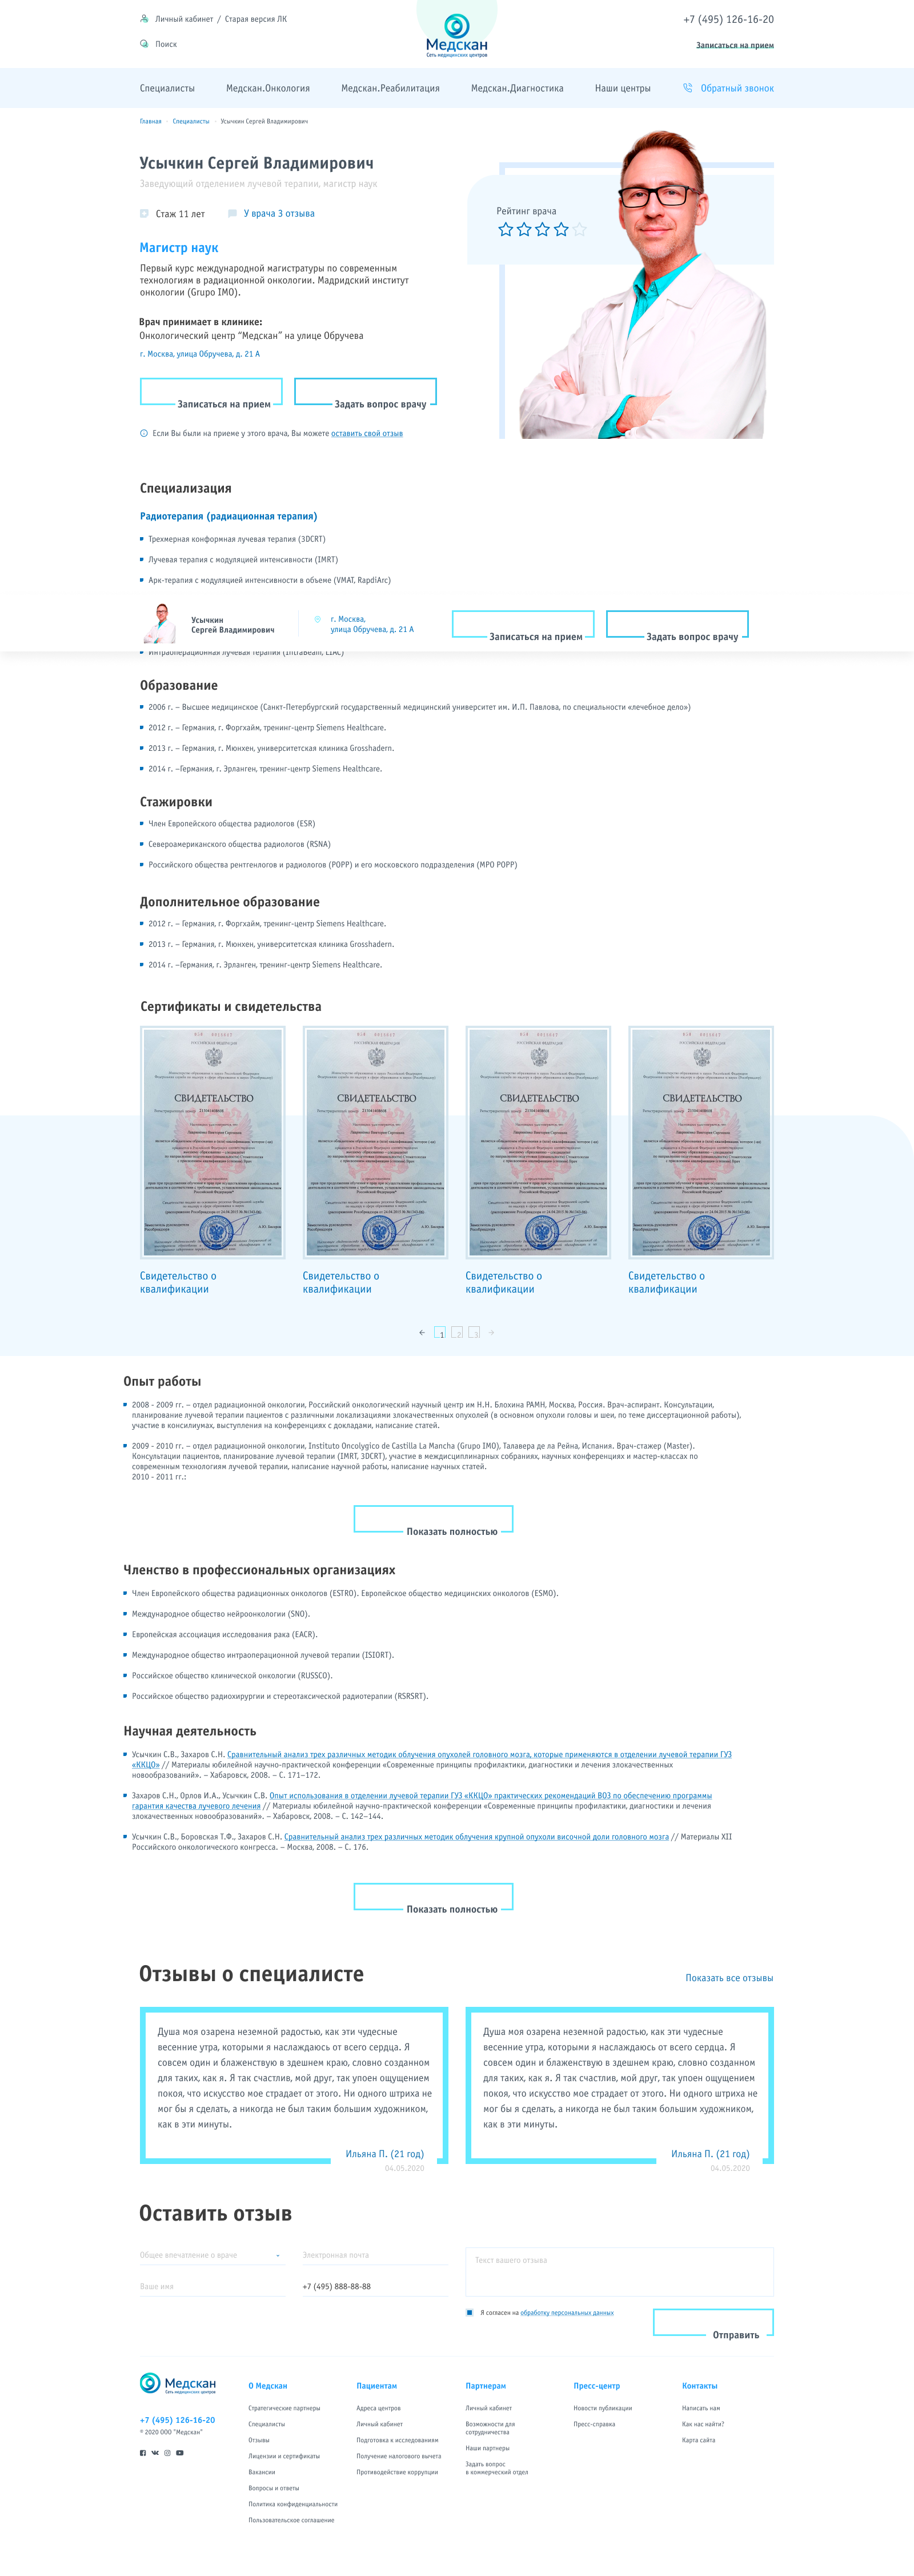 Личный кабинет / Старая версия ЛК
Поиск
Медскан
Сеть медицинских центров
+7 (495) 126-16-20
Записаться на прием
Специалисты
Медскан.Онкология
Медскан.Реабилитация
Медскан.Диагностика
Наши центры
Обратный звонок
Главная
Специалисты
Усычкин Сергей Владимирович
Усычкин Сергей Владимирович
Заведующий отделением лучевой терапии, магистр наук
Стаж 11 лет
У врача 3 отзыва
Рейтинг врача
Магистр наук
Первый курс международной магистратуры по современным
технологиям в радиационной онкологии. Мадридский институт
онкологии (Grupo IMO).
Врач принимает в клинике:
Онкологический центр “Медскан” на улице Обручева
г. Москва, улица Обручева, д. 21 А
Записаться на прием
Задать вопрос врачу
Если Вы были на приеме у этого врача, Вы можете оставить свой отзыв
Специализация
Радиотерапия (радиационная терапия)
Трехмерная конформная лучевая терапия (3DCRT)
Лучевая терапия с модуляцией интенсивности (IMRT)
Арк-терапия с модуляцией интенсивности в объеме (VMAT, RapdiArc)
Усычкин
Сергей Владимирович
г. Москва,
улица Обручева, д. 21 А
Записаться на прием
Задать вопрос врачу
Интраоперационная лучевая терапия (IntraBeam, LIAC)
Образование
2006 г. – Высшее медицинское (Санкт-Петербургский государственный медицинский университет им. И.П. Павлова, по специальности «лечебное дело»)
2012 г. – Германия, г. Форгхайм, тренинг-центр Siemens Healthcare.
2013 г. – Германия, г. Мюнхен, университетская клиника Grosshadern.
2014 г. –Германия, г. Эрланген, тренинг-центр Siemens Healthcare.
Стажировки
Член Европейского общества радиологов (ESR)
Североамериканского общества радиологов (RSNA)
Российского общества рентгенлогов и радиологов (РОРР) и его московского подразделения (МРО РОРР)
Дополнительное образование
2012 г. – Германия, г. Форгхайм, тренинг-центр Siemens Healthcare.
2013 г. – Германия, г. Мюнхен, университетская клиника Grosshadern.
2014 г. –Германия, г. Эрланген, тренинг-центр Siemens Healthcare.
Сертификаты и свидетельства
СВИДЕТЕЛЬСТВО
СВИДЕТЕЛЬСТВО
СВИДЕТЕЛЬСТВО
СВИДЕТЕЛЬСТВО
Свидетельство о
квалификации
Свидетельство о
квалификации
Свидетельство о
квалификации
Свидетельство о
квалификации
1 2 3
Опыт работы
2008 - 2009 гг. – отдел радиационной онкологии, Российский онкологический научный центр им Н.Н. Блохина РАМН, Москва, Россия. Врач-аспирант. Консультации,
планирование лучевой терапии пациентов с различными локализациями злокачественных опухолей (в основном опухоли головы и шеи, по теме диссертационной работы),
участие в консилиумах, выступления на конференциях с докладами, написание статей.
2009 - 2010 гг. – отдел радиационной онкологии, Instituto Oncolygico de Castilla La Mancha (Grupo IMO), Талавера де ла Рейна, Испания. Врач-стажер (Master).
Консультации пациентов, планирование лучевой терапии (IMRT, 3DCRT), участие в междисциплинарных собраниях, научных конференциях и мастер-классах по
современным технологиям лучевой терапии, написание научной работы, написание научных статей.
2010 - 2011 гг.:
Показать полностью
Членство в профессиональных организациях
Член Европейского общества радиационных онкологов (ESTRO). Европейское общество медицинских онкологов (ESMO).
Международное общество нейроонкологии (SNO).
Европейская ассоциация исследования рака (EACR).
Международное общество интраоперационной лучевой терапии (ISIORT).
Российское общество клинической онкологии (RUSSCO).
Российское общество радиохирургии и стереотаксической радиотерапии (RSRSRT).
Научная деятельность
Усычкин С.В., Захаров С.Н. Сравнительный анализ трех различных методик облучения опухолей головного мозга, которые применяются в отделении лучевой терапии ГУЗ
«ККЦО» // Материалы юбилейной научно-практической конференции «Современные принципы профилактики, диагностики и лечения злокачественных
новообразований». – Хабаровск, 2008. – С. 171–172.
Захаров С.Н., Орлов И.А., Усычкин С.В. Опыт использования в отделении лучевой терапии ГУЗ «ККЦО» практических рекомендаций ВОЗ по обеспечению программы
гарантия качества лучевого лечения // Материалы юбилейной научно-практической конференции «Современные принципы профилактики, диагностики и лечения
злокачественных новообразований». – Хабаровск, 2008. – С. 142–144.
Усычкин С.В., Боровская Т.Ф., Захаров С.Н. Сравнительный анализ трех различных методик облучения крупной опухоли височной доли головного мозга // Материалы XII
Российского онкологического конгресса. – Москва, 2008. – С. 176.
Показать полностью
Отзывы о специалисте
Показать все отзывы
Душа моя озарена неземной радостью, как эти чудесные
весенние утра, которыми я наслаждаюсь от всего сердца. Я
совсем один и блаженствую в здешнем краю, словно созданном
для таких, как я. Я так счастлив, мой друг, так упоен ощущением
покоя, что искусство мое страдает от этого. Ни одного штриха не
мог бы я сделать, а никогда не был таким большим художником,
как в эти минуты.
Ильяна П. (21 год)
04.05.2020
Душа моя озарена неземной радостью, как эти чудесные
весенние утра, которыми я наслаждаюсь от всего сердца. Я
совсем один и блаженствую в здешнем краю, словно созданном
для таких, как я. Я так счастлив, мой друг, так упоен ощущением
покоя, что искусство мое страдает от этого. Ни одного штриха не
мог бы я сделать, а никогда не был таким большим художником,
как в эти минуты.
Ильяна П. (21 год)
04.05.2020
Оставить отзыв
Общее впечатление о враче
Электронная почта
Текст вашего отзыва
Ваше имя
+7 (495) 888-88-88
Я согласен на обработку персональных данных
Отправить
Медскан
Сеть медицинских центров
+7 (495) 126-16-20
© 2020 ООО "Медскан"
О Медскан
Стратегические партнеры
Специалисты
Отзывы
Лицензии и сертификаты
Вакансии
Вопросы и ответы
Политика конфиденциальности
Пользовательское соглашение
Пациентам
Адреса центров
Личный кабинет
Подготовка к исследованиям
Получение налогового вычета
Противодействие коррупции
Партнерам
Личный кабинет
Возможности для
сотрудничества
Наши партнеры
Задать вопрос
в коммерческий отдел
Пресс-центр
Новости публикации
Пресс-справка
Контакты
Написать нам
Как нас найти?
Карта сайта